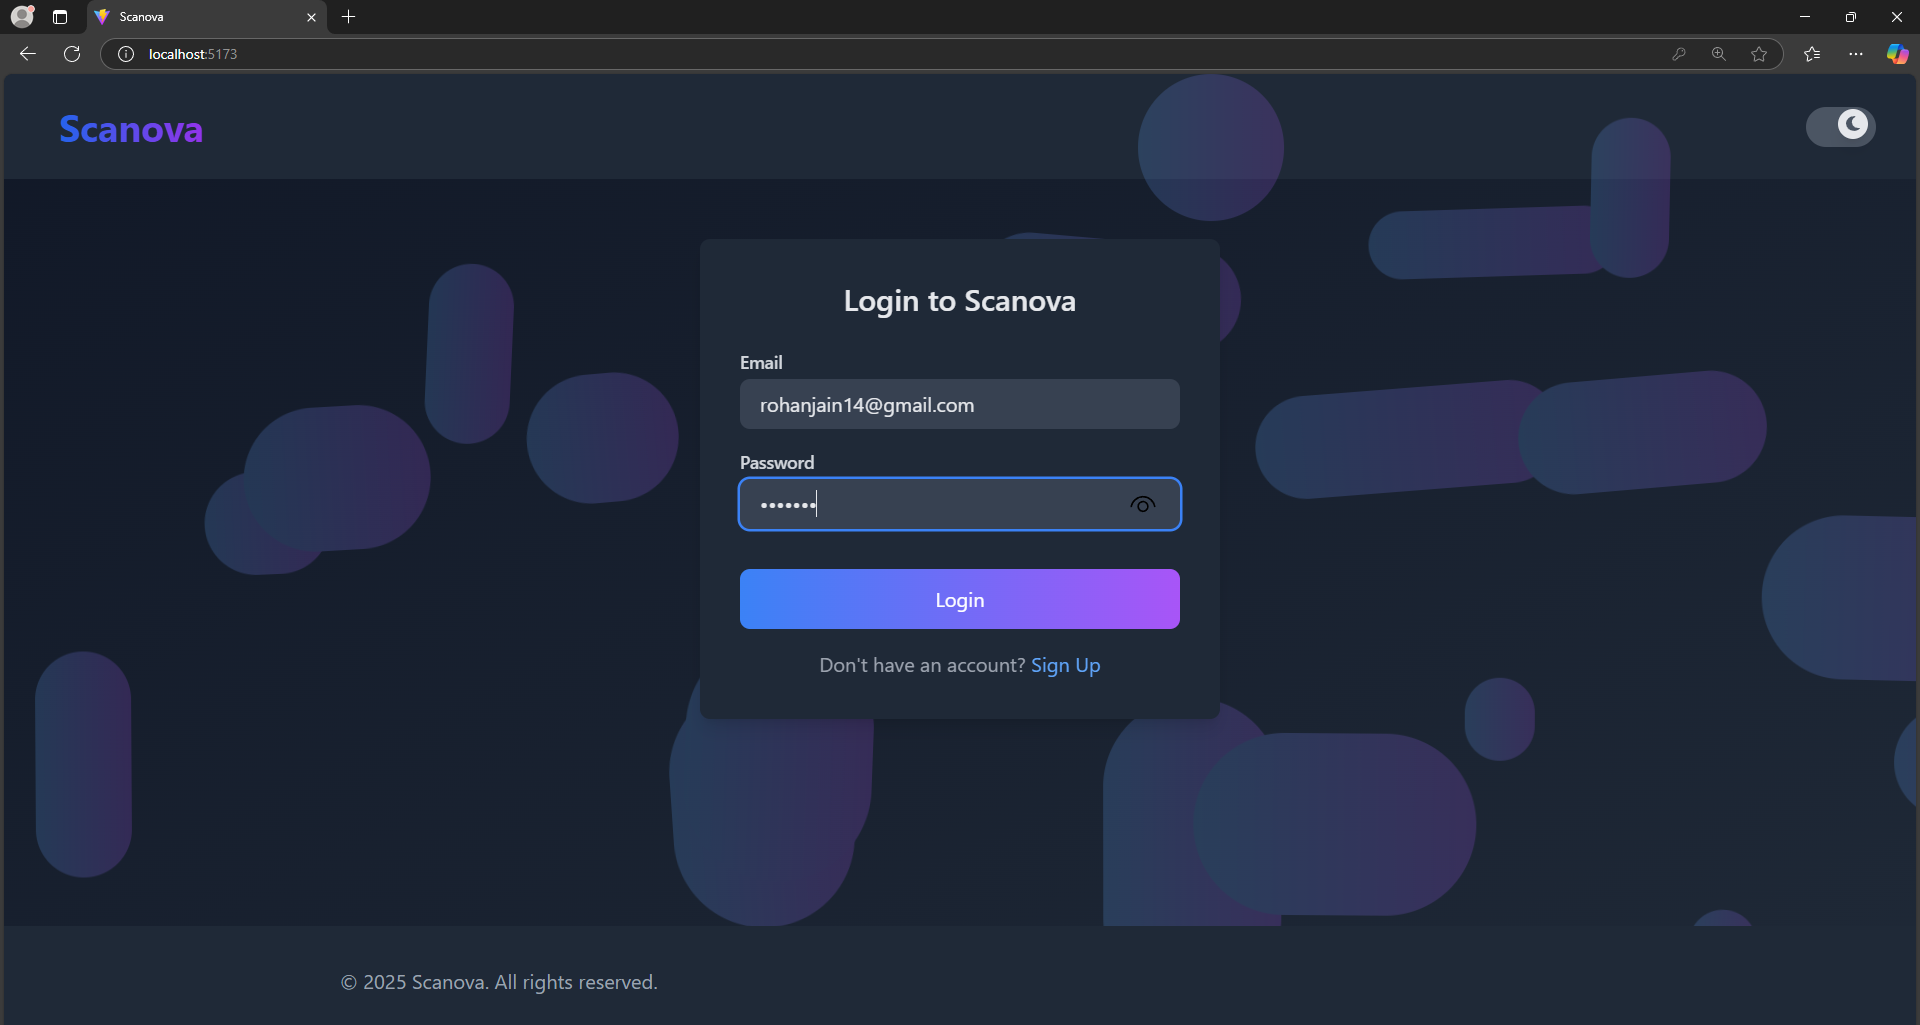 Scanova
localhost:5173
Scanova
Login to Scanova
Email
rohanjain14@gmail.com
Password
•••••••
Login
Don't have an account? Sign Up
© 2025 Scanova. All rights reserved.